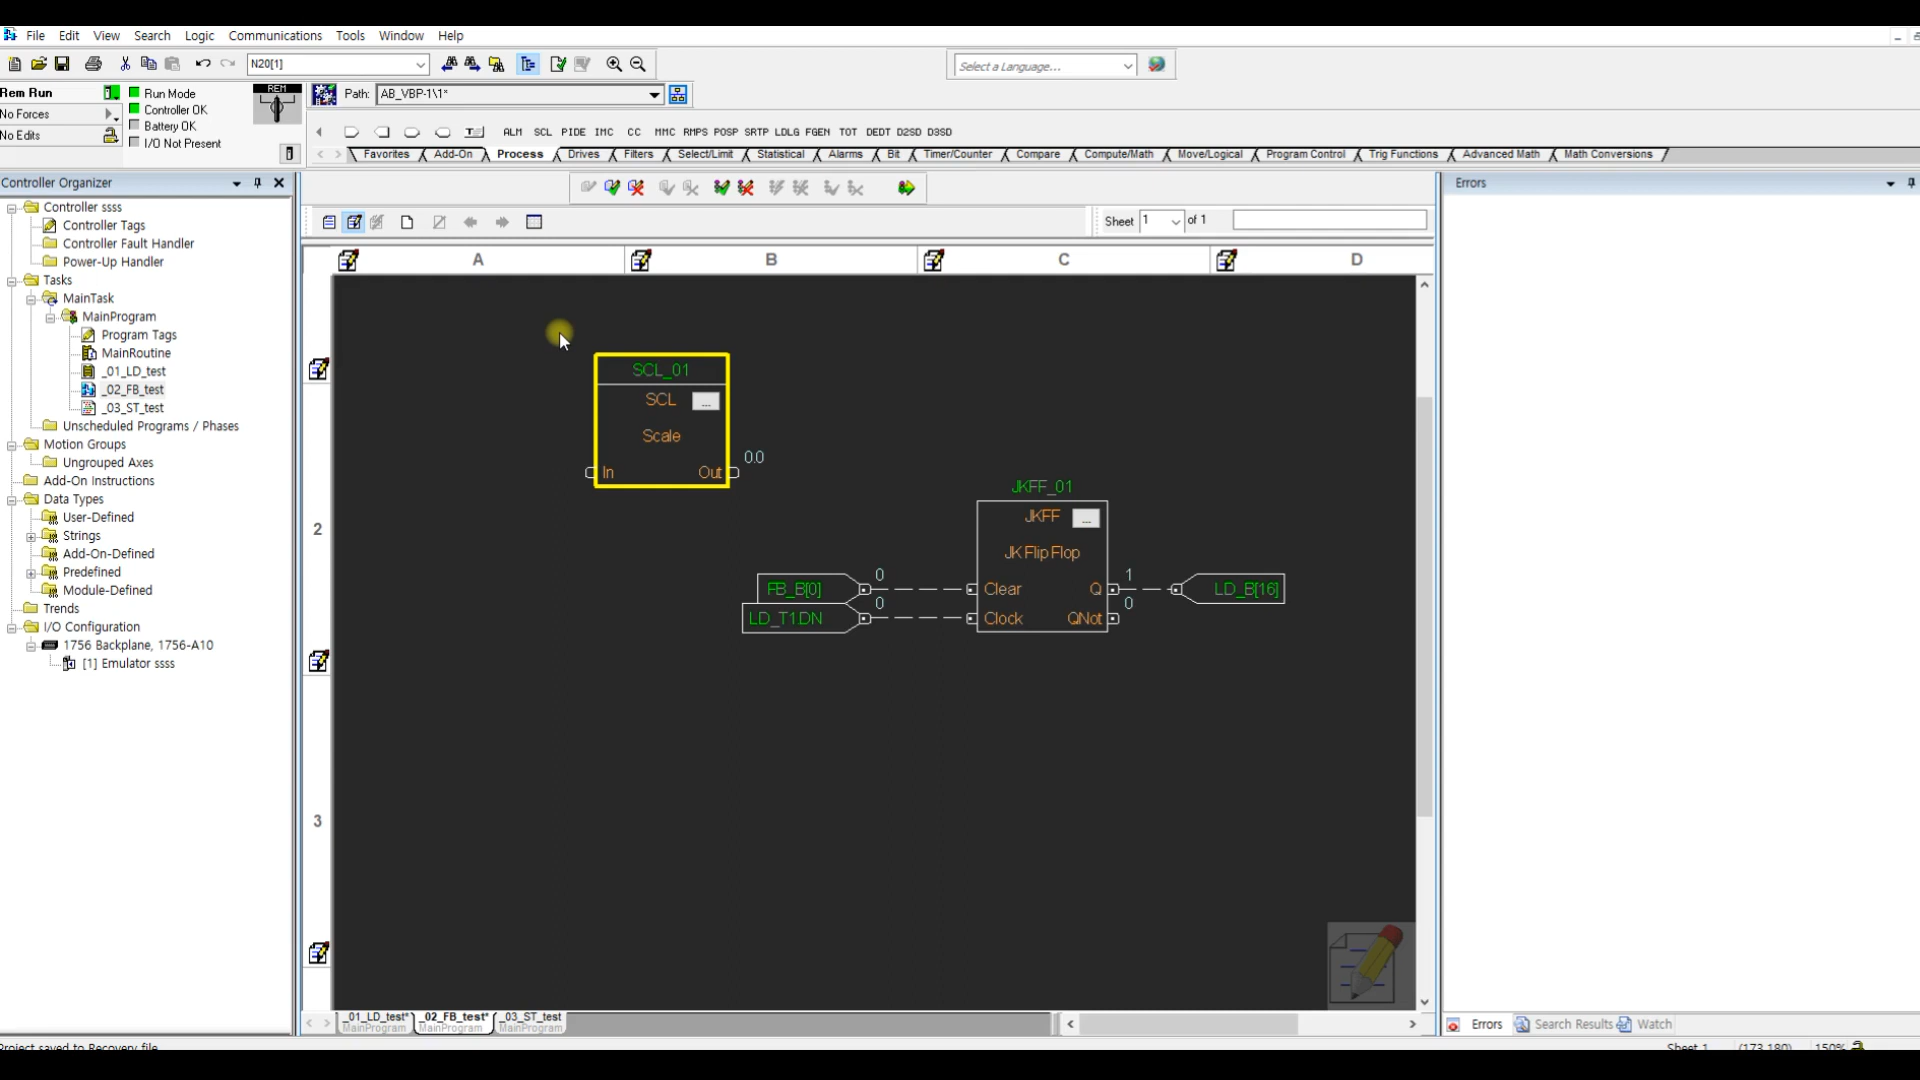 File Edit View Search Logic Communications Tools Window Help
N20[1]
Select a Language...
Rem Run
No Forces
No Edits
Run Mode
Controller OK
Battery OK
I/O Not Present
REM
Path: AB_VBP-1\1*
ALM SCL PIDE IMC CC MMC RMPS POSP SRTP LDLG FGEN TOT DEDT D2SD D3SD
Favorites Add-On Process Drives Filters Select/Limit Statistical Alarms Bit Timer/Counter Compare Compute/Math Move/Logical Program Control Trig Functions Advanced Math Math Conversions
Controller Organizer
Controller ssss
Controller Tags
Controller Fault Handler
Power-Up Handler
Tasks
MainTask
MainProgram
Program Tags
MainRoutine
_01_LD_test
_02_FB_test
_03_ST_test
Unscheduled Programs / Phases
Motion Groups
Ungrouped Axes
Add-On Instructions
Data Types
User-Defined
Strings
Add-On-Defined
Predefined
Module-Defined
Trends
I/O Configuration
1756 Backplane, 1756-A10
[1] Emulator ssss
Sheet 1 of 1
A B C D
2
3
SCL_01
SCL ...
Scale
In Out
0.0
JKFF_01
JKFF ...
JK Flip Flop
FB_B[0] 0 Clear Q 1 LD_B[16]
LD_T1.DN 0 Clock QNot 0
_01_LD_test* _02_FB_test* _03_ST_test
MainProgram MainProgram MainProgram
Errors
Errors Search Results Watch
Project saved to Recovery file
Sheet 1 (173,180) 150%